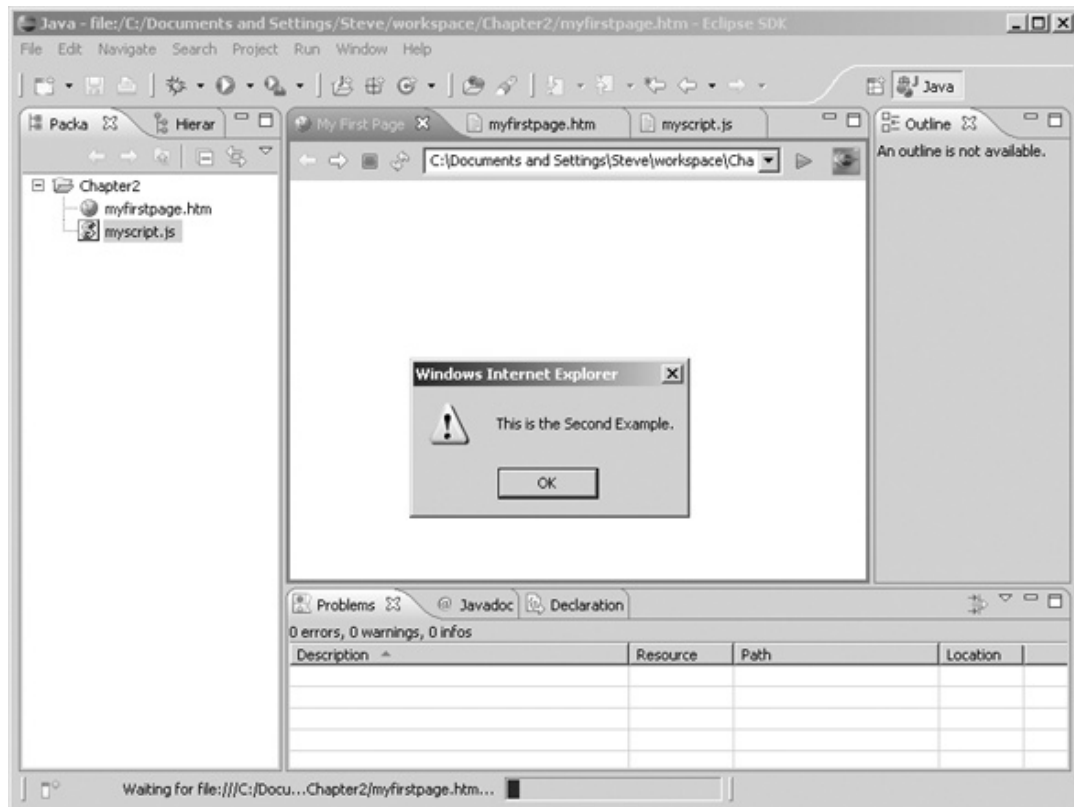 Java - file:/C:/Documents and Settings/Steve/workspace/Chapter2/myfirstpage.htm - Eclipse SDK
File Edit Navigate Search Project Run Window Help
Java
Packa
Hierar
My First Page
myfirstpage.htm
myscript.js
Outline
C:\Documents and Settings\Steve\workspace\Cha
An outline is not available.
Chapter2
myfirstpage.htm
myscript.js
Windows Internet Explorer
This is the Second Example.
OK
Problems
@ Javadoc
Declaration
0 errors, 0 warnings, 0 infos
Description Resource Path Location
Waiting for file:///C:/Docu...Chapter2/myfirstpage.htm...